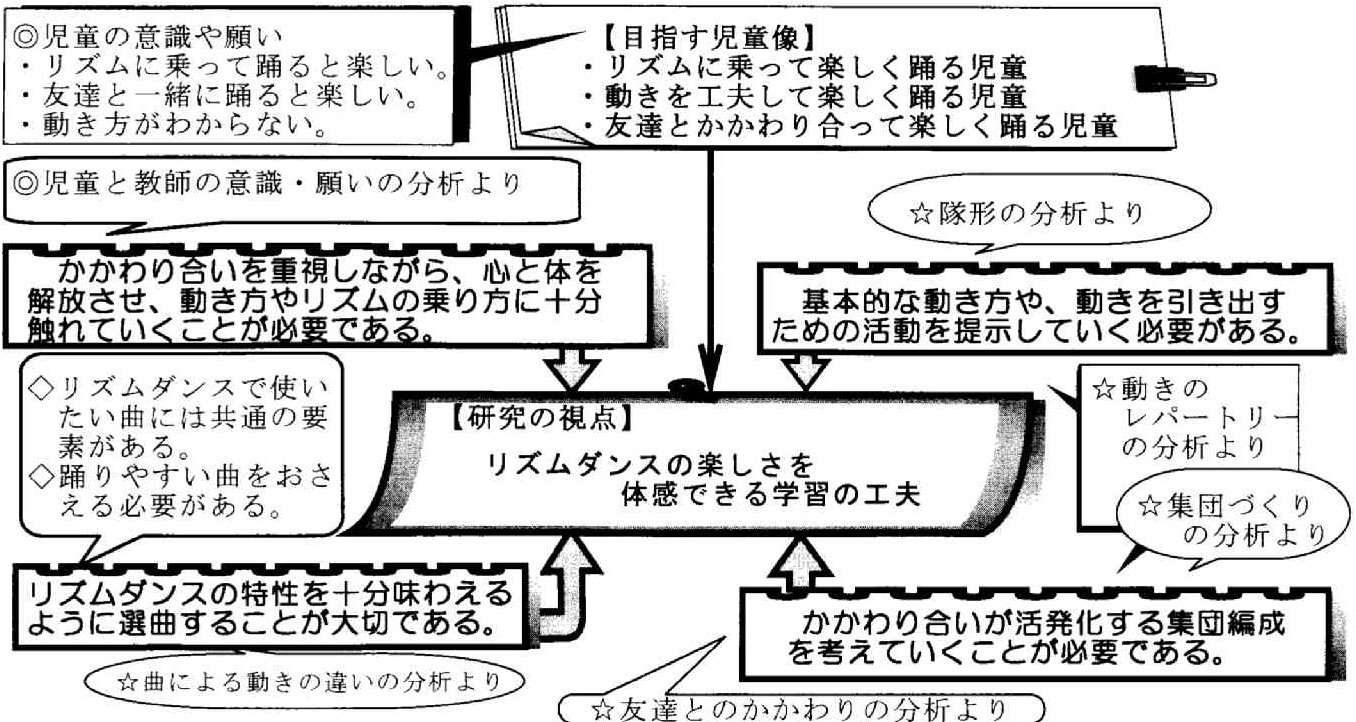 ◎児童の意識や願い
・リズムに乗って踊ると楽しい。
・友達と一緒に踊ると楽しい。
・動き方がわからない。
【目指す児童像】
・リズムに乗って楽しく踊る児童
・動きを工夫して楽しく踊る児童
・友達とかかわり合って楽しく踊る児童
◎児童と教師の意識・願いの分析より
☆隊形の分析より
かかわり合いを重視しながら、心と体を
解放させ、動き方やリズムの乗り方に十分
触れていくことが必要である。
基本的な動き方や、動きを引き出す
ための活動を提示していく必要がある。
◇リズムダンスで使い
たい曲には共通の要
素がある。
◇踊りやすい曲をおさ
える必要がある。
【研究の視点】
リズムダンスの楽しさを
体感できる学習の工夫
☆動きの
レパートリー
の分析より
☆集団づくり
の分析より
リズムダンスの特性を十分味わえる
ように選曲することが大切である。
かかわり合いが活発化する集団編成
を考えていくことが必要である。
☆曲による動きの違いの分析より
☆友達とのかかわりの分析より